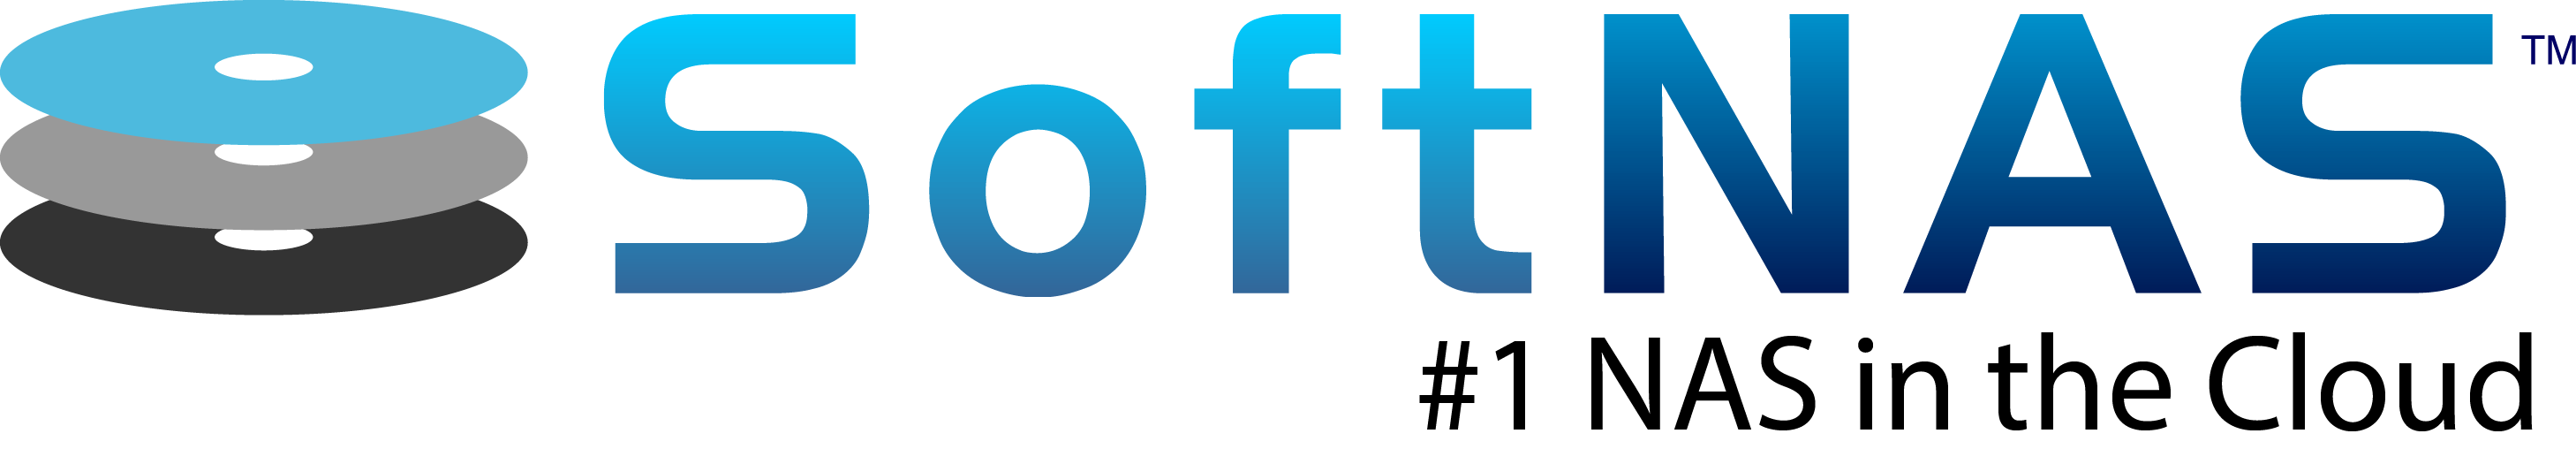 SoftNAS™
#1 NAS in the Cloud